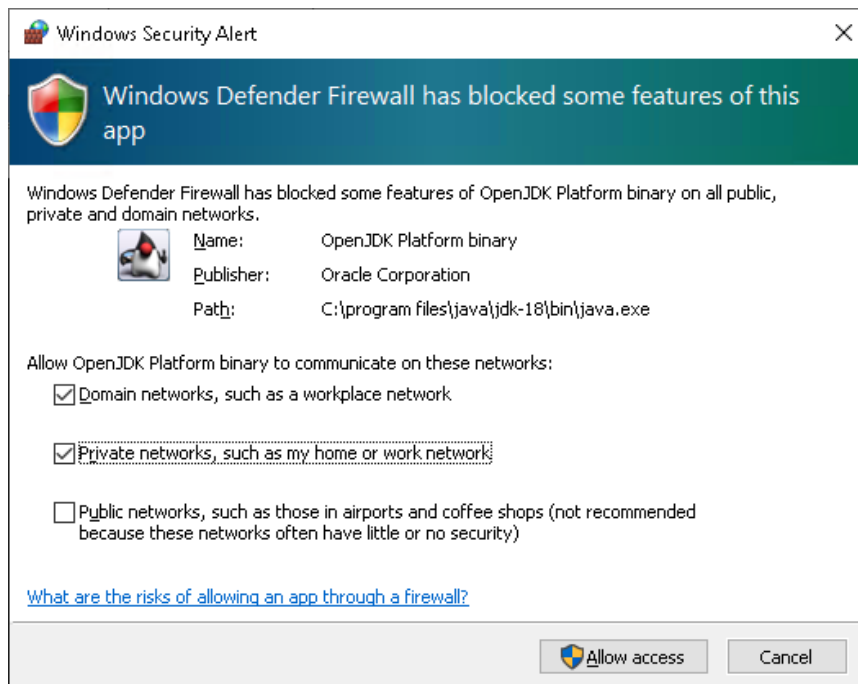 Windows Security Alert
Windows Defender Firewall has blocked some features of this
app
Windows Defender Firewall has blocked some features of OpenJDK Platform binary on all public,
private and domain networks.
Name: OpenJDK Platform binary
Publisher: Oracle Corporation
Path: C:\program files\java\jdk-18\bin\java.exe
Allow OpenJDK Platform binary to communicate on these networks:
Domain networks, such as a workplace network
Private networks, such as my home or work network
Public networks, such as those in airports and coffee shops (not recommended
because these networks often have little or no security)
What are the risks of allowing an app through a firewall?
Allow access Cancel